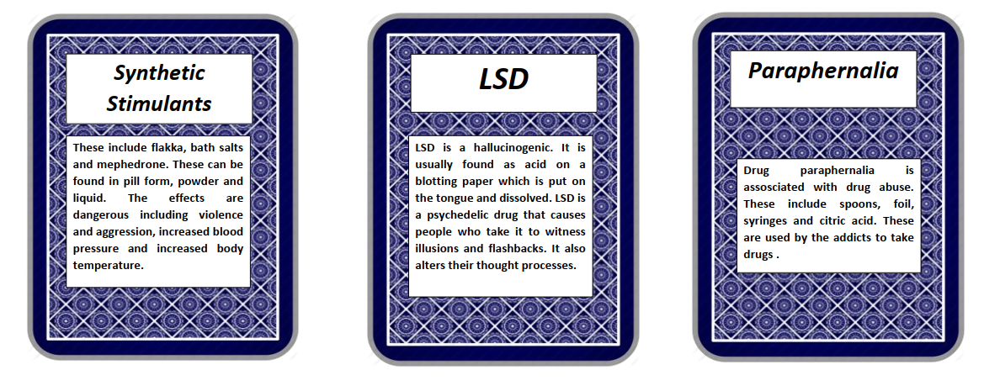 Synthetic
Stimulants
These include flakka, bath salts
and mephedrone. These can be
found in pill form, powder and
liquid. The effects are
dangerous including violence
and aggression, increased blood
pressure and increased body
temperature.
LSD
LSD is a hallucinogenic. It is
usually found as acid on a
blotting paper which is put on
the tongue and dissolved. LSD is
a psychedelic drug that causes
people who take it to witness
illusions and flashbacks. It also
alters their thought processes.
Paraphernalia
Drug paraphernalia is
assosciated with drug abuse.
These include spoons, foil,
syringes and citric acid. These
are used by the addicts to take
drugs .